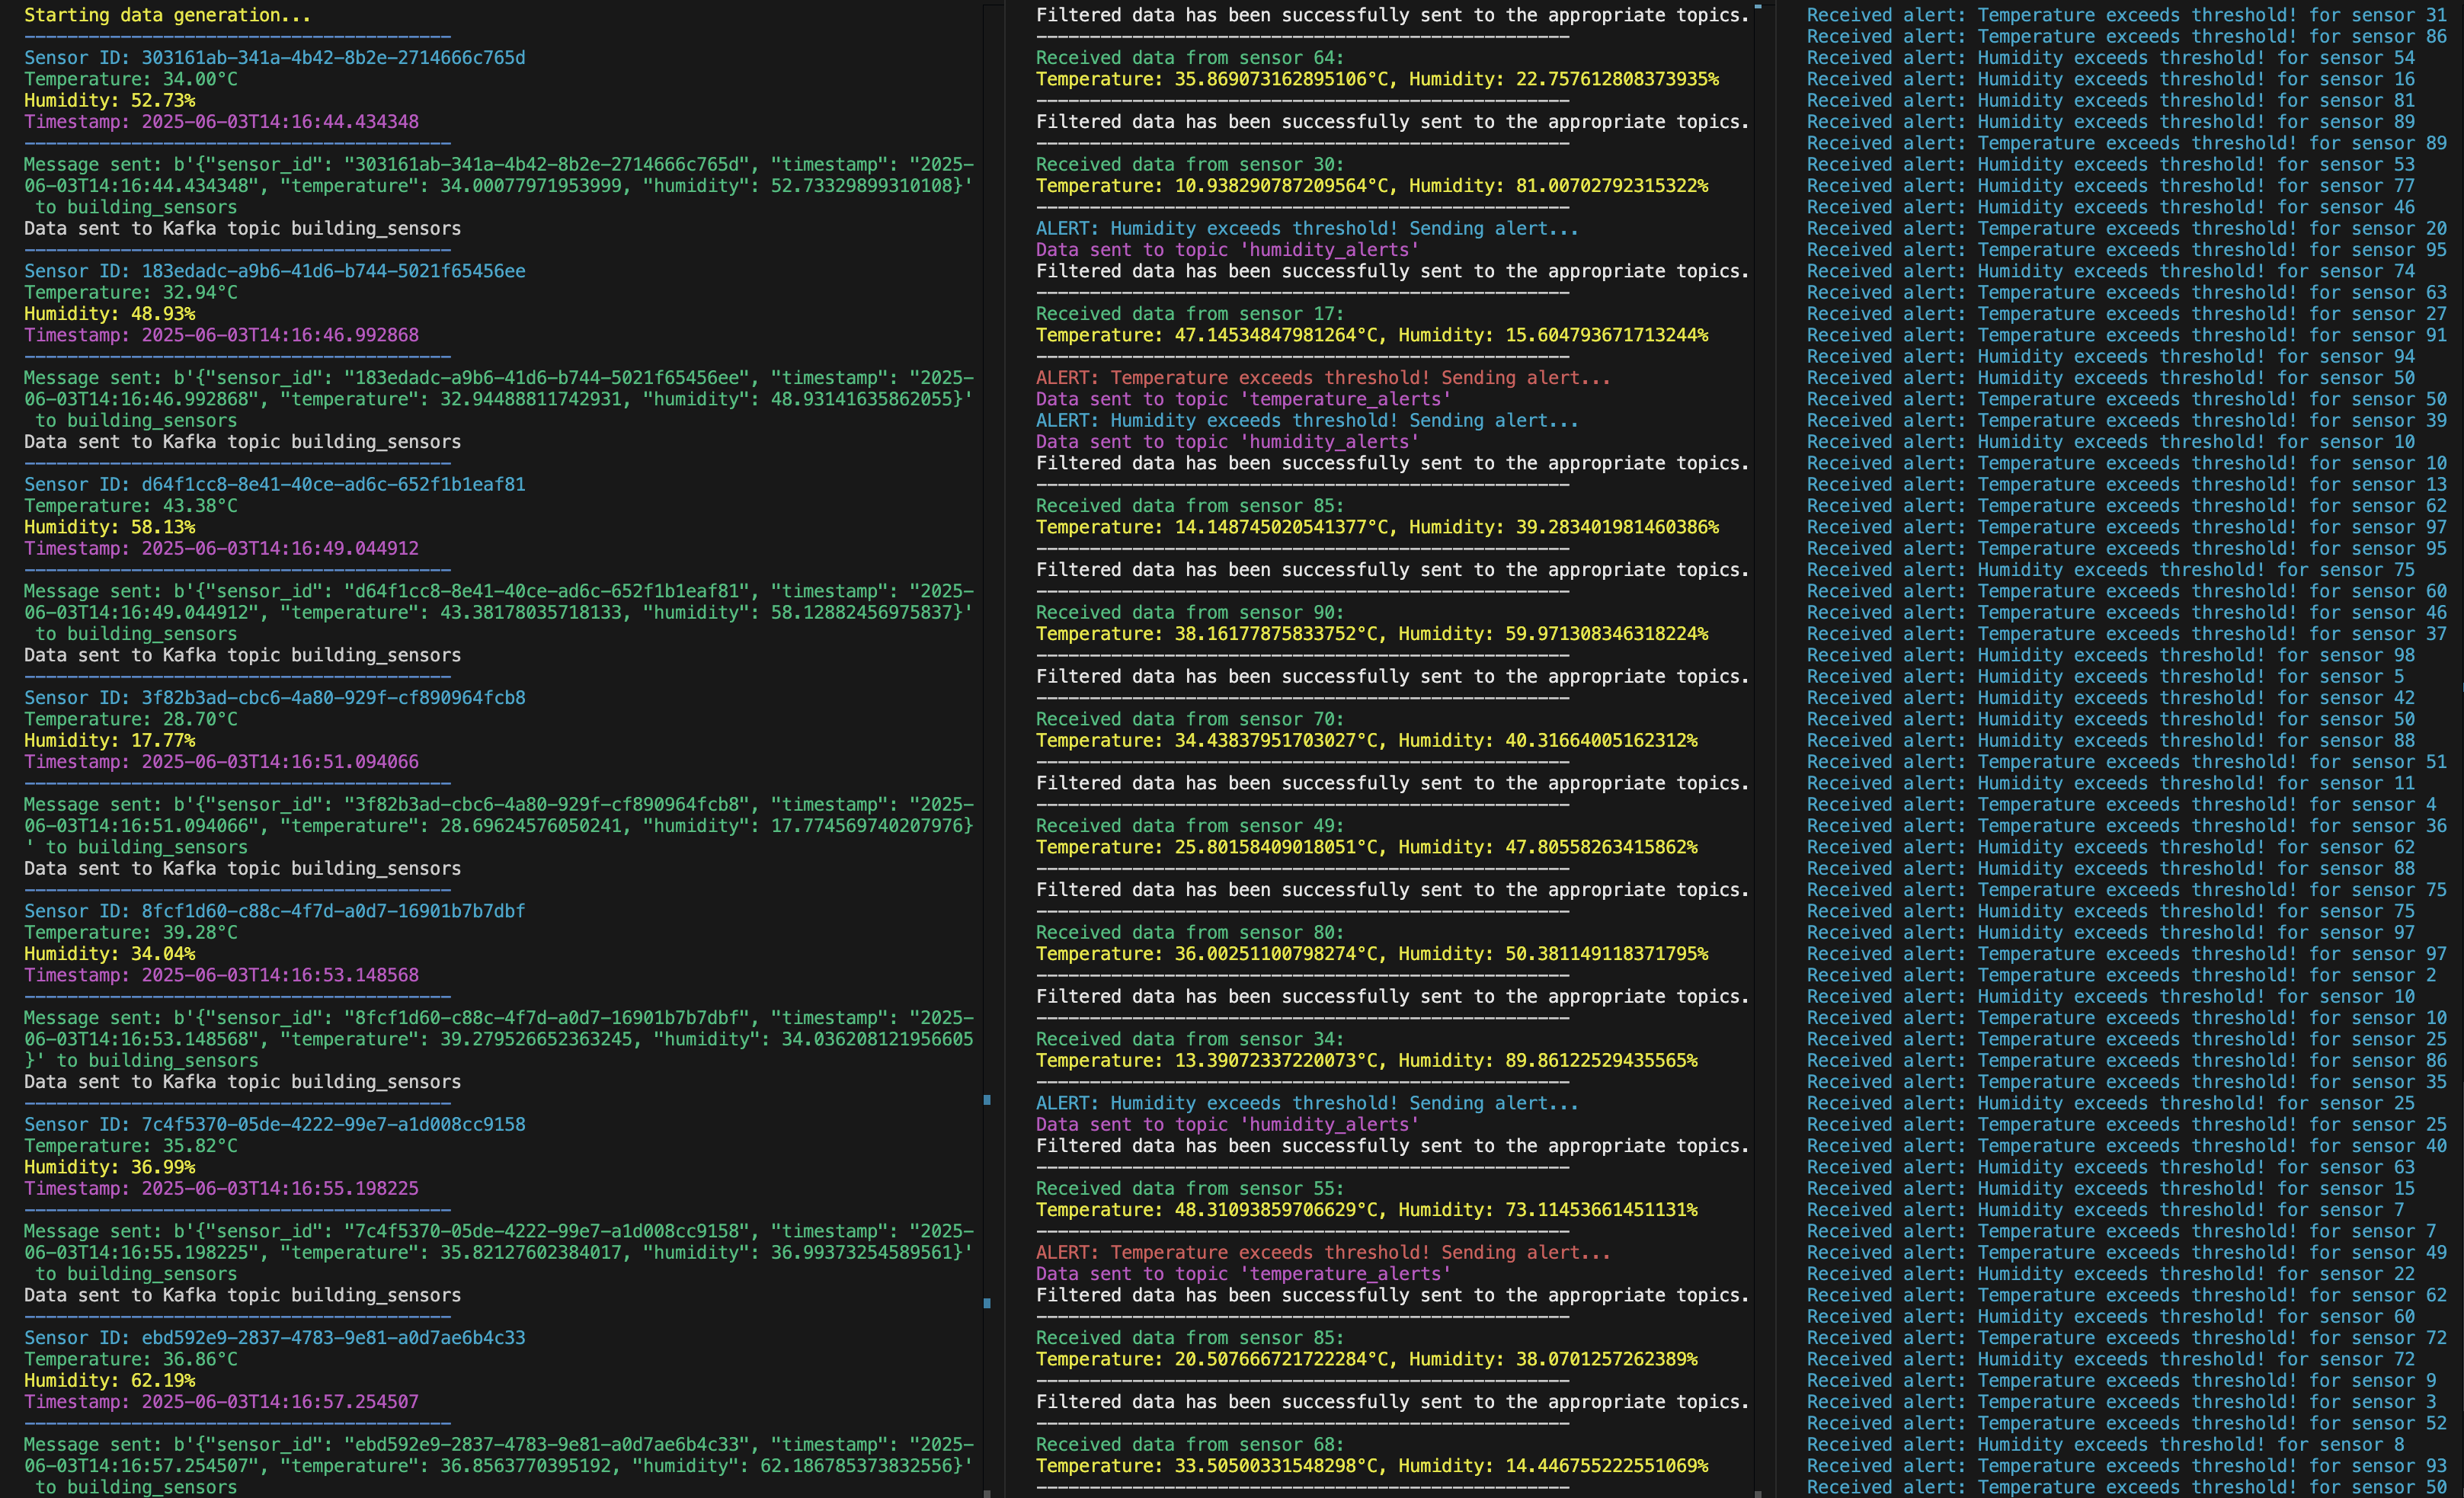 Starting data generation...
----------------------------------------
Sensor ID: 303161ab-341a-4b42-8b2e-2714666c765d
Temperature: 34.00°C
Humidity: 52.73%
Timestamp: 2025-06-03T14:16:44.434348
----------------------------------------
Message sent: b'{"sensor_id": "303161ab-341a-4b42-8b2e-2714666c765d", "timestamp": "2025-
06-03T14:16:44.434348", "temperature": 34.00077971953999, "humidity": 52.73329899310108}'
to building_sensors
Data sent to Kafka topic building_sensors
----------------------------------------
Sensor ID: 183edadc-a9b6-41d6-b744-5021f65456ee
Temperature: 32.94°C
Humidity: 48.93%
Timestamp: 2025-06-03T14:16:46.992868
----------------------------------------
Message sent: b'{"sensor_id": "183edadc-a9b6-41d6-b744-5021f65456ee", "timestamp": "2025-
06-03T14:16:46.992868", "temperature": 32.94488811742931, "humidity": 48.93141635862055}'
to building_sensors
Data sent to Kafka topic building_sensors
----------------------------------------
Sensor ID: d64f1cc8-8e41-40ce-ad6c-652f1b1eaf81
Temperature: 43.38°C
Humidity: 58.13%
Timestamp: 2025-06-03T14:16:49.044912
----------------------------------------
Message sent: b'{"sensor_id": "d64f1cc8-8e41-40ce-ad6c-652f1b1eaf81", "timestamp": "2025-
06-03T14:16:49.044912", "temperature": 43.38178035718133, "humidity": 58.12882456975837}'
to building_sensors
Data sent to Kafka topic building_sensors
----------------------------------------
Sensor ID: 3f82b3ad-cbc6-4a80-929f-cf890964fcb8
Temperature: 28.70°C
Humidity: 17.77%
Timestamp: 2025-06-03T14:16:51.094066
----------------------------------------
Message sent: b'{"sensor_id": "3f82b3ad-cbc6-4a80-929f-cf890964fcb8", "timestamp": "2025-
06-03T14:16:51.094066", "temperature": 28.69624576050241, "humidity": 17.774569740207976}
' to building_sensors
Data sent to Kafka topic building_sensors
----------------------------------------
Sensor ID: 8fcf1d60-c88c-4f7d-a0d7-16901b7b7dbf
Temperature: 39.28°C
Humidity: 34.04%
Timestamp: 2025-06-03T14:16:53.148568
----------------------------------------
Message sent: b'{"sensor_id": "8fcf1d60-c88c-4f7d-a0d7-16901b7b7dbf", "timestamp": "2025-
06-03T14:16:53.148568", "temperature": 39.279526652363245, "humidity": 34.036208121956605
}' to building_sensors
Data sent to Kafka topic building_sensors
----------------------------------------
Sensor ID: 7c4f5370-05de-4222-99e7-a1d008cc9158
Temperature: 35.82°C
Humidity: 36.99%
Timestamp: 2025-06-03T14:16:55.198225
----------------------------------------
Message sent: b'{"sensor_id": "7c4f5370-05de-4222-99e7-a1d008cc9158", "timestamp": "2025-
06-03T14:16:55.198225", "temperature": 35.82127602384017, "humidity": 36.99373254589561}'
to building_sensors
Data sent to Kafka topic building_sensors
----------------------------------------
Sensor ID: ebd592e9-2837-4783-9e81-a0d7ae6b4c33
Temperature: 36.86°C
Humidity: 62.19%
Timestamp: 2025-06-03T14:16:57.254507
----------------------------------------
Message sent: b'{"sensor_id": "ebd592e9-2837-4783-9e81-a0d7ae6b4c33", "timestamp": "2025-
06-03T14:16:57.254507", "temperature": 36.8563770395192, "humidity": 62.186785373832556}'
to building_sensors
Filtered data has been successfully sent to the appropriate topics.
--------------------------------------------------
Received data from sensor 64:
Temperature: 35.869073162895106°C, Humidity: 22.757612808373935%
--------------------------------------------------
Filtered data has been successfully sent to the appropriate topics.
--------------------------------------------------
Received data from sensor 30:
Temperature: 10.938290787209564°C, Humidity: 81.00702792315322%
--------------------------------------------------
ALERT: Humidity exceeds threshold! Sending alert...
Data sent to topic 'humidity_alerts'
Filtered data has been successfully sent to the appropriate topics.
--------------------------------------------------
Received data from sensor 17:
Temperature: 47.14534847981264°C, Humidity: 15.604793671713244%
--------------------------------------------------
ALERT: Temperature exceeds threshold! Sending alert...
Data sent to topic 'temperature_alerts'
ALERT: Humidity exceeds threshold! Sending alert...
Data sent to topic 'humidity_alerts'
Filtered data has been successfully sent to the appropriate topics.
--------------------------------------------------
Received data from sensor 85:
Temperature: 14.148745020541377°C, Humidity: 39.283401981460386%
--------------------------------------------------
Filtered data has been successfully sent to the appropriate topics.
--------------------------------------------------
Received data from sensor 90:
Temperature: 38.16177875833752°C, Humidity: 59.971308346318224%
--------------------------------------------------
Filtered data has been successfully sent to the appropriate topics.
--------------------------------------------------
Received data from sensor 70:
Temperature: 34.43837951703027°C, Humidity: 40.31664005162312%
--------------------------------------------------
Filtered data has been successfully sent to the appropriate topics.
--------------------------------------------------
Received data from sensor 49:
Temperature: 25.80158409018051°C, Humidity: 47.80558263415862%
--------------------------------------------------
Filtered data has been successfully sent to the appropriate topics.
--------------------------------------------------
Received data from sensor 80:
Temperature: 36.00251100798274°C, Humidity: 50.381149118371795%
--------------------------------------------------
Filtered data has been successfully sent to the appropriate topics.
--------------------------------------------------
Received data from sensor 34:
Temperature: 13.39072337220073°C, Humidity: 89.86122529435565%
--------------------------------------------------
ALERT: Humidity exceeds threshold! Sending alert...
Data sent to topic 'humidity_alerts'
Filtered data has been successfully sent to the appropriate topics.
--------------------------------------------------
Received data from sensor 55:
Temperature: 48.31093859706629°C, Humidity: 73.11453661451131%
--------------------------------------------------
ALERT: Temperature exceeds threshold! Sending alert...
Data sent to topic 'temperature_alerts'
Filtered data has been successfully sent to the appropriate topics.
--------------------------------------------------
Received data from sensor 85:
Temperature: 20.507666721722284°C, Humidity: 38.0701257262389%
--------------------------------------------------
Filtered data has been successfully sent to the appropriate topics.
--------------------------------------------------
Received data from sensor 68:
Temperature: 33.50500331548298°C, Humidity: 14.446755222551069%
--------------------------------------------------
Received alert: Temperature exceeds threshold! for sensor 31
Received alert: Temperature exceeds threshold! for sensor 86
Received alert: Humidity exceeds threshold! for sensor 54
Received alert: Humidity exceeds threshold! for sensor 16
Received alert: Humidity exceeds threshold! for sensor 81
Received alert: Humidity exceeds threshold! for sensor 89
Received alert: Temperature exceeds threshold! for sensor 89
Received alert: Humidity exceeds threshold! for sensor 53
Received alert: Humidity exceeds threshold! for sensor 77
Received alert: Humidity exceeds threshold! for sensor 46
Received alert: Temperature exceeds threshold! for sensor 20
Received alert: Temperature exceeds threshold! for sensor 95
Received alert: Humidity exceeds threshold! for sensor 74
Received alert: Temperature exceeds threshold! for sensor 63
Received alert: Temperature exceeds threshold! for sensor 27
Received alert: Temperature exceeds threshold! for sensor 91
Received alert: Humidity exceeds threshold! for sensor 94
Received alert: Humidity exceeds threshold! for sensor 50
Received alert: Temperature exceeds threshold! for sensor 50
Received alert: Temperature exceeds threshold! for sensor 39
Received alert: Humidity exceeds threshold! for sensor 10
Received alert: Temperature exceeds threshold! for sensor 10
Received alert: Humidity exceeds threshold! for sensor 13
Received alert: Temperature exceeds threshold! for sensor 62
Received alert: Temperature exceeds threshold! for sensor 97
Received alert: Temperature exceeds threshold! for sensor 95
Received alert: Humidity exceeds threshold! for sensor 75
Received alert: Temperature exceeds threshold! for sensor 60
Received alert: Temperature exceeds threshold! for sensor 46
Received alert: Temperature exceeds threshold! for sensor 37
Received alert: Humidity exceeds threshold! for sensor 98
Received alert: Humidity exceeds threshold! for sensor 5
Received alert: Humidity exceeds threshold! for sensor 42
Received alert: Humidity exceeds threshold! for sensor 50
Received alert: Humidity exceeds threshold! for sensor 88
Received alert: Temperature exceeds threshold! for sensor 51
Received alert: Humidity exceeds threshold! for sensor 11
Received alert: Temperature exceeds threshold! for sensor 4
Received alert: Temperature exceeds threshold! for sensor 36
Received alert: Humidity exceeds threshold! for sensor 62
Received alert: Humidity exceeds threshold! for sensor 88
Received alert: Temperature exceeds threshold! for sensor 75
Received alert: Humidity exceeds threshold! for sensor 75
Received alert: Humidity exceeds threshold! for sensor 97
Received alert: Temperature exceeds threshold! for sensor 97
Received alert: Temperature exceeds threshold! for sensor 2
Received alert: Humidity exceeds threshold! for sensor 10
Received alert: Temperature exceeds threshold! for sensor 10
Received alert: Temperature exceeds threshold! for sensor 25
Received alert: Temperature exceeds threshold! for sensor 86
Received alert: Temperature exceeds threshold! for sensor 35
Received alert: Humidity exceeds threshold! for sensor 25
Received alert: Temperature exceeds threshold! for sensor 25
Received alert: Temperature exceeds threshold! for sensor 40
Received alert: Humidity exceeds threshold! for sensor 63
Received alert: Humidity exceeds threshold! for sensor 15
Received alert: Humidity exceeds threshold! for sensor 7
Received alert: Temperature exceeds threshold! for sensor 7
Received alert: Temperature exceeds threshold! for sensor 49
Received alert: Humidity exceeds threshold! for sensor 22
Received alert: Temperature exceeds threshold! for sensor 62
Received alert: Humidity exceeds threshold! for sensor 60
Received alert: Temperature exceeds threshold! for sensor 72
Received alert: Humidity exceeds threshold! for sensor 72
Received alert: Temperature exceeds threshold! for sensor 9
Received alert: Temperature exceeds threshold! for sensor 3
Received alert: Temperature exceeds threshold! for sensor 52
Received alert: Humidity exceeds threshold! for sensor 8
Received alert: Temperature exceeds threshold! for sensor 93
Received alert: Temperature exceeds threshold! for sensor 50